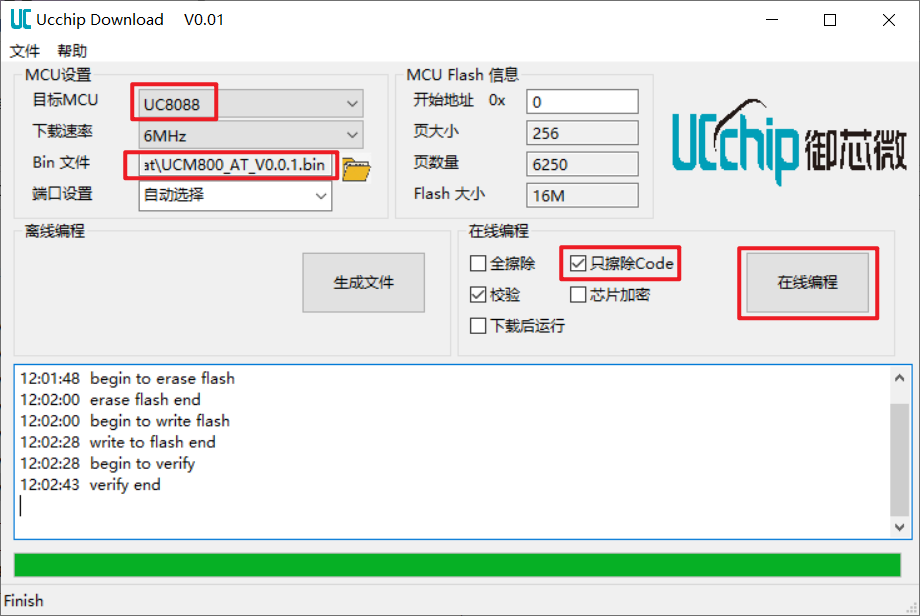 UC Ucchip Download V0.01
文件 帮助
MCU设置
目标MCU UC8088
下载速率 6MHz
Bin 文件 at\UCM800_AT_V0.0.1.bin
端口设置 自动选择
MCU Flash 信息
开始地址 0x 0
页大小 256
页数量 6250
Flash 大小 16M
UCchip御芯微
离线编程
生成文件
在线编程
全擦除 只擦除Code
校验 芯片加密
下载后运行
在线编程
12:01:48 begin to erase flash
12:02:00 erase flash end
12:02:00 begin to write flash
12:02:28 write to flash end
12:02:28 begin to verify
12:02:43 verify end
Finish